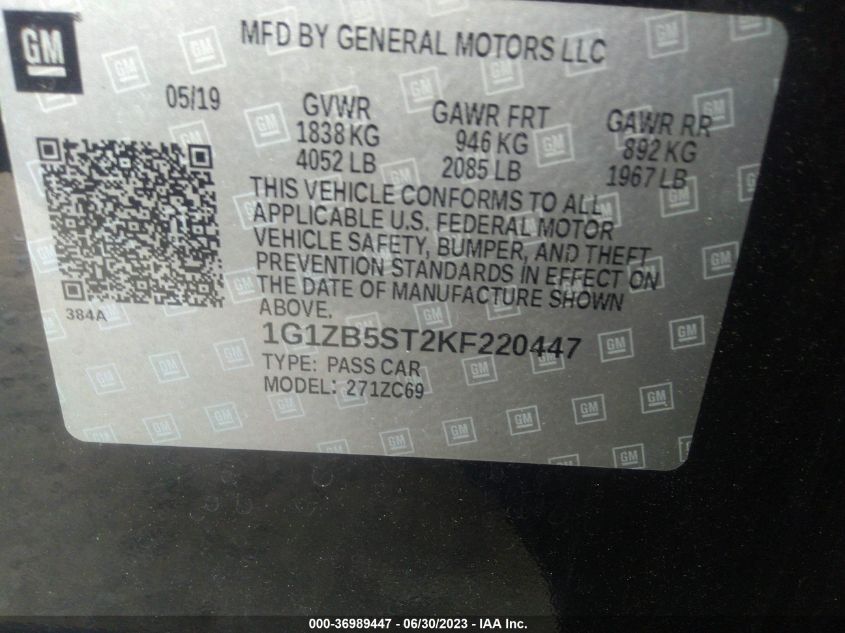 GM
MFD BY GENERAL MOTORS LLC
05/19
GVWR
1838 KG
4052 LB
GAWR FRT
946 KG
2085 LB
GAWR RR
892 KG
1967 LB
THIS VEHICLE CONFORMS TO ALL
APPLICABLE U.S. FEDERAL MOTOR
VEHICLE SAFETY, BUMPER, AND THEFT
PREVENTION STANDARDS IN EFFECT ON
THE DATE OF MANUFACTURE SHOWN
ABOVE.
384A
1G1ZB5ST2KF220447
TYPE: PASS CAR
MODEL: 271ZC69
000-36989447 - 06/30/2023 - IAA Inc.